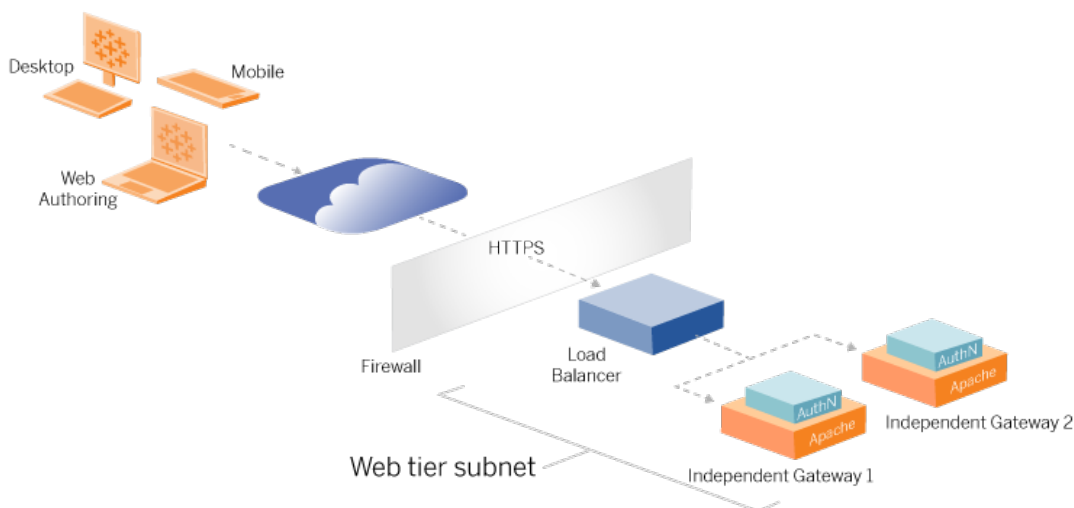 Desktop
Mobile
Web
Authoring
HTTPS
Firewall
Load
Balancer
AuthN
Apache
Independent Gateway 2
AuthN
Apache
Independent Gateway 1
Web tier subnet